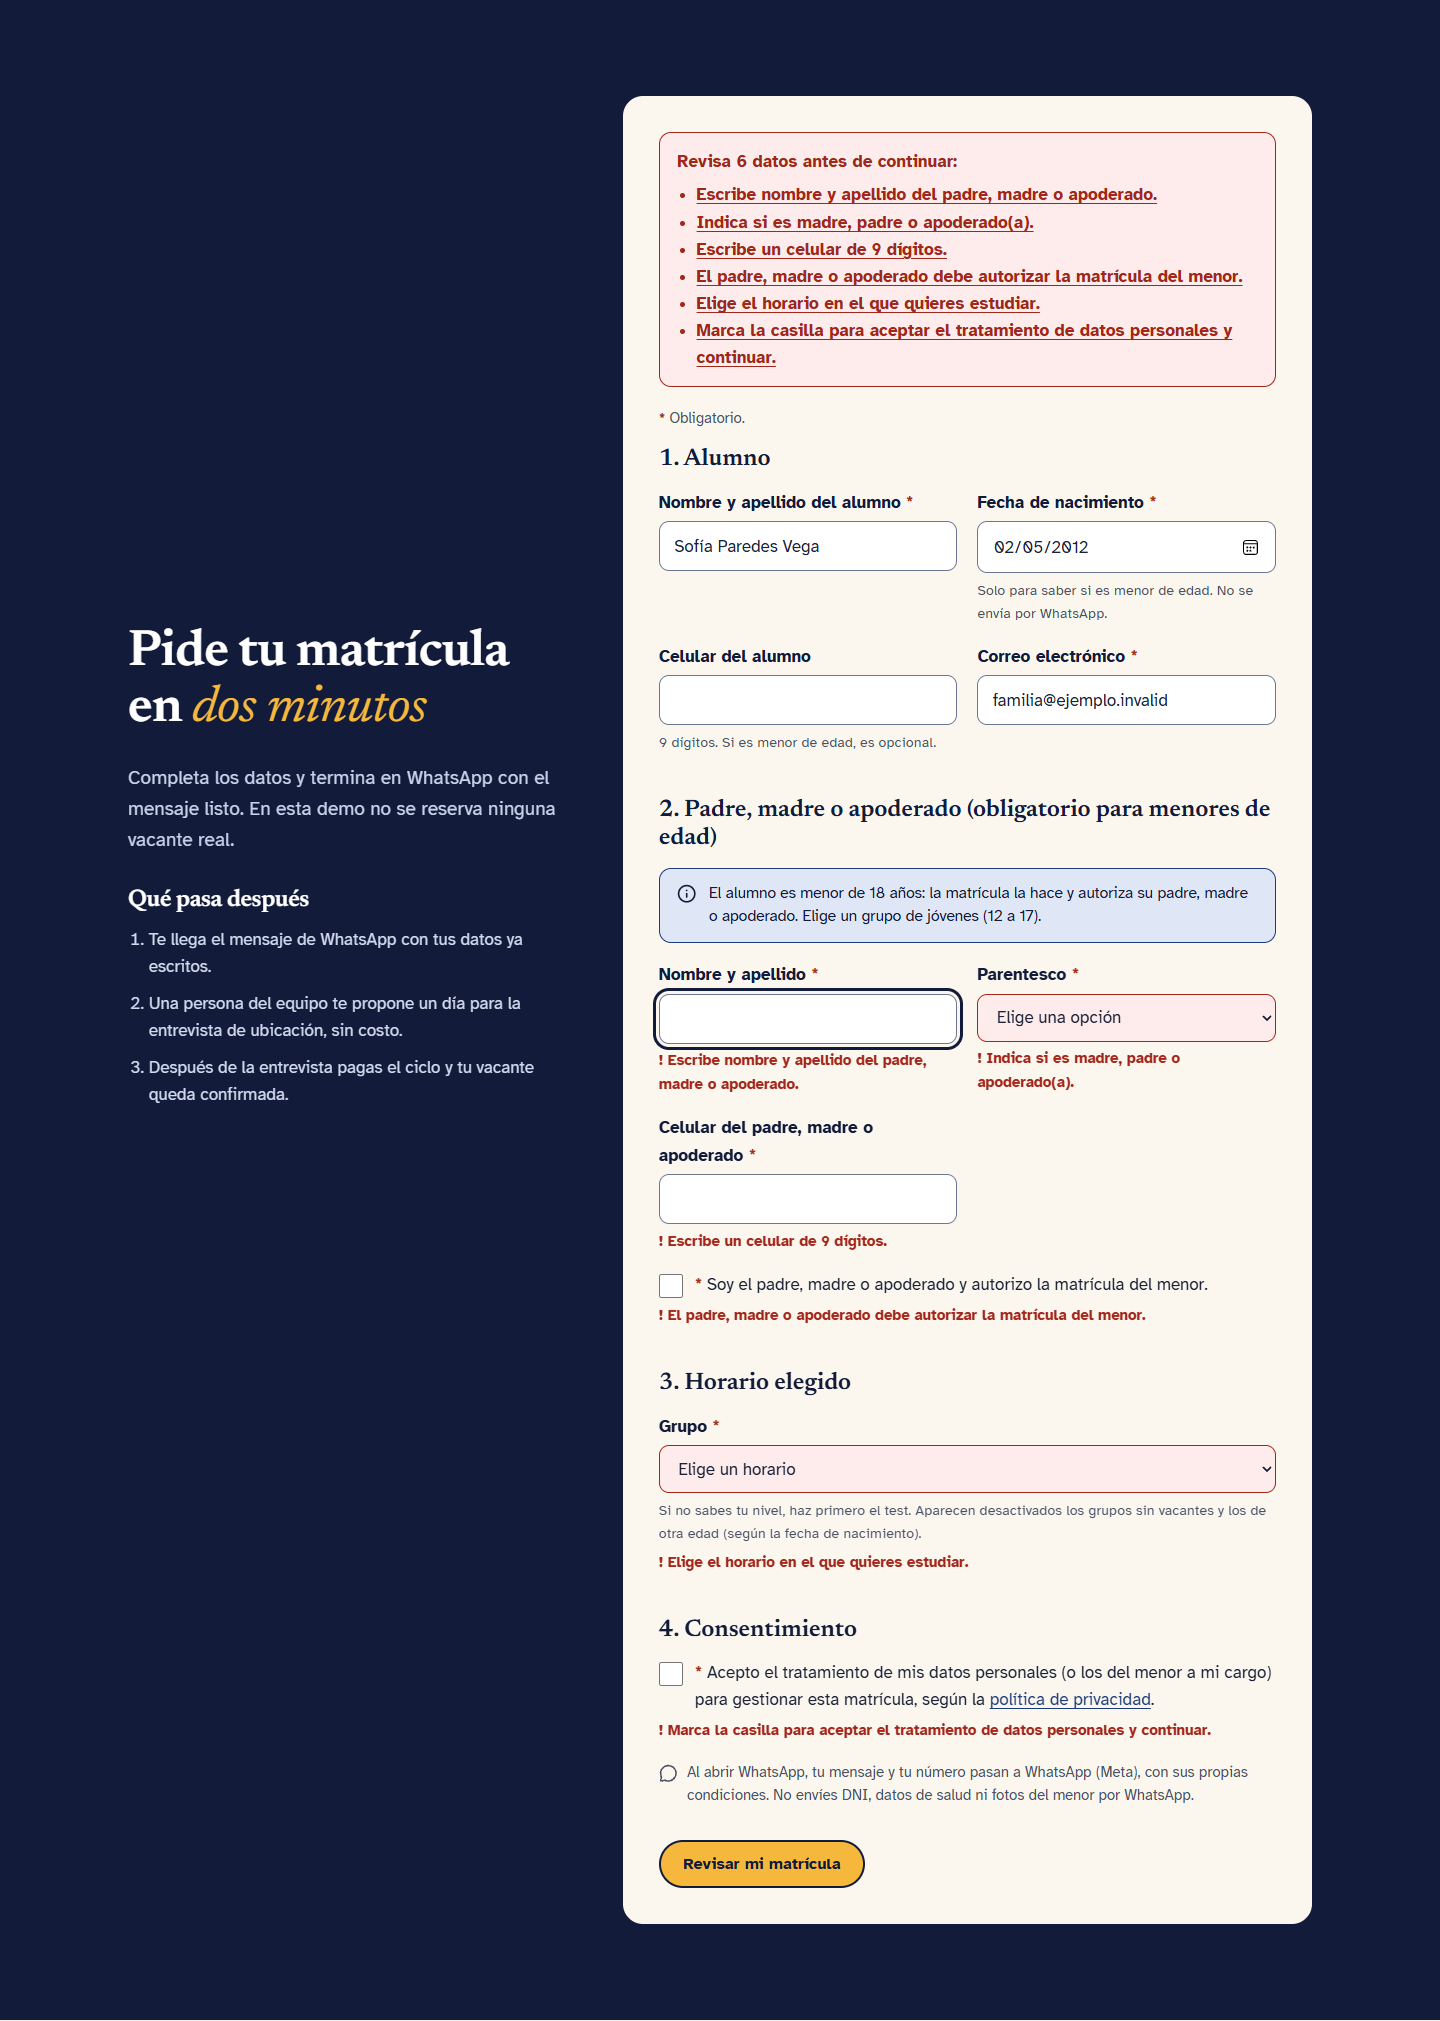 Pide tu matrícula
en dos minutos
Completa los datos y termina en WhatsApp con el
mensaje listo. En esta demo no se reserva ninguna
vacante real.
Qué pasa después
1. Te llega el mensaje de WhatsApp con tus datos ya
escritos.
2. Una persona del equipo te propone un día para la
entrevista de ubicación, sin costo.
3. Después de la entrevista pagas el ciclo y tu vacante
queda confirmada.
Revisa 6 datos antes de continuar:
• Escribe nombre y apellido del padre, madre o apoderado.
• Indica si es madre, padre o apoderado(a).
• Escribe un celular de 9 dígitos.
• El padre, madre o apoderado debe autorizar la matrícula del menor.
• Elige el horario en el que quieres estudiar.
• Marca la casilla para aceptar el tratamiento de datos personales y
continuar.
* Obligatorio.
1. Alumno
Nombre y apellido del alumno *
Sofía Paredes Vega
Fecha de nacimiento *
02/05/2012
Solo para saber si es menor de edad. No se
envía por WhatsApp.
Celular del alumno
9 dígitos. Si es menor de edad, es opcional.
Correo electrónico *
familia@ejemplo.invalid
2. Padre, madre o apoderado (obligatorio para menores de
edad)
El alumno es menor de 18 años: la matrícula la hace y autoriza su padre, madre
o apoderado. Elige un grupo de jóvenes (12 a 17).
Nombre y apellido *
! Escribe nombre y apellido del padre,
madre o apoderado.
Parentesco *
Elige una opción
! Indica si es madre, padre o
apoderado(a).
Celular del padre, madre o
apoderado *
! Escribe un celular de 9 dígitos.
* Soy el padre, madre o apoderado y autorizo la matrícula del menor.
! El padre, madre o apoderado debe autorizar la matrícula del menor.
3. Horario elegido
Grupo *
Elige un horario
Si no sabes tu nivel, haz primero el test. Aparecen desactivados los grupos sin vacantes y los de
otra edad (según la fecha de nacimiento).
! Elige el horario en el que quieres estudiar.
4. Consentimiento
* Acepto el tratamiento de mis datos personales (o los del menor a mi cargo)
para gestionar esta matrícula, según la política de privacidad.
! Marca la casilla para aceptar el tratamiento de datos personales y continuar.
Al abrir WhatsApp, tu mensaje y tu número pasan a WhatsApp (Meta), con sus propias
condiciones. No envíes DNI, datos de salud ni fotos del menor por WhatsApp.
Revisar mi matrícula